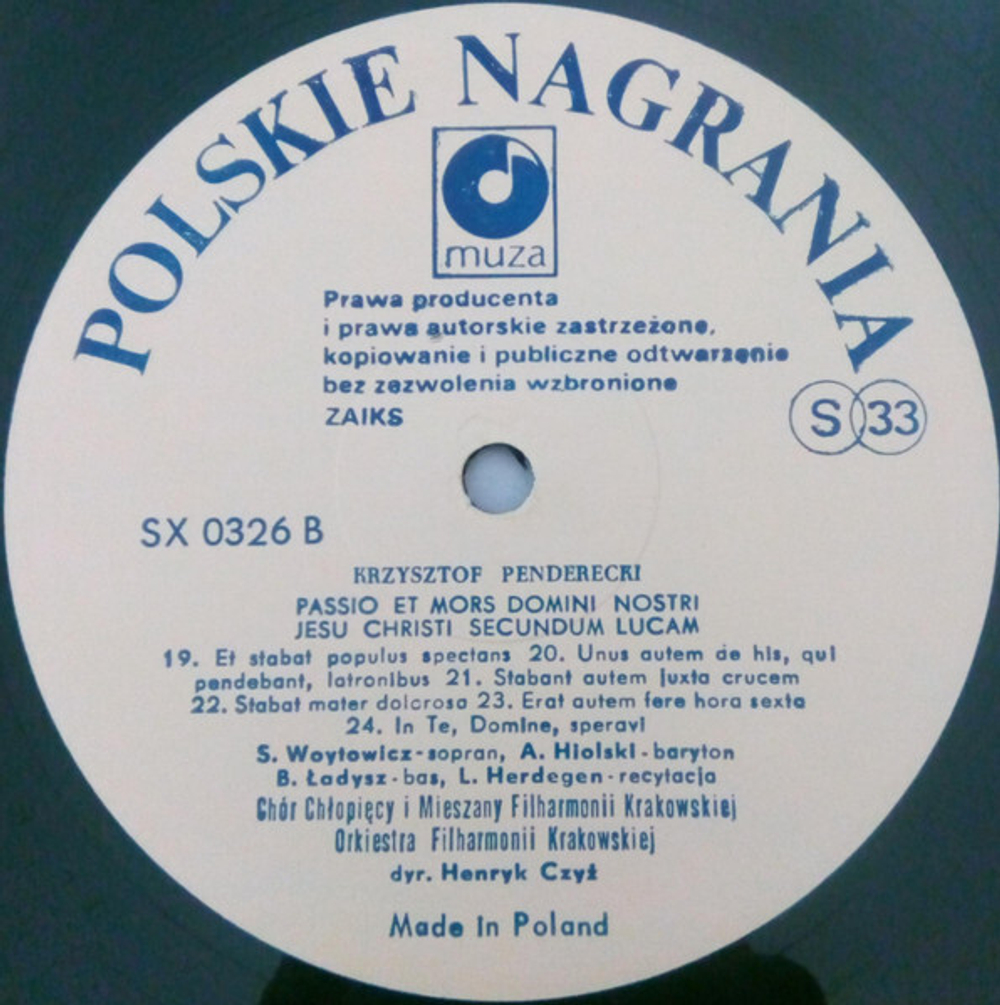 POLSKIE NAGRANIA
muza
Prawa producenta
i prawa autorskie zastrzeżone,
kopiowanie i publiczne odtwarzanie
bez zezwolenia wzbronione
ZAIKS
S 33
SX 0326 B
KRZYSZTOF PENDERECKI
PASSIO ET MORS DOMINI NOSTRI
JESU CHRISTI SECUNDUM LUCAM
19. Et stabat populus spectans 20. Unus autem de his, qui
pendebant, latronibus 21. Stabant autem juxta crucem
22. Stabat mater dolorosa 23. Erat autem fere hora sexta
24. In Te, Domine, speravi
S. Woytowicz-sopran, A. Hiolski-baryton
B. Ładysz-bas, L. Herdegen-recytacja
Chór Chłopięcy i Mieszany Filharmonii Krakowskiej
Orkiestra Filharmonii Krakowskiej
dyr. Henryk Czyż
Made in Poland